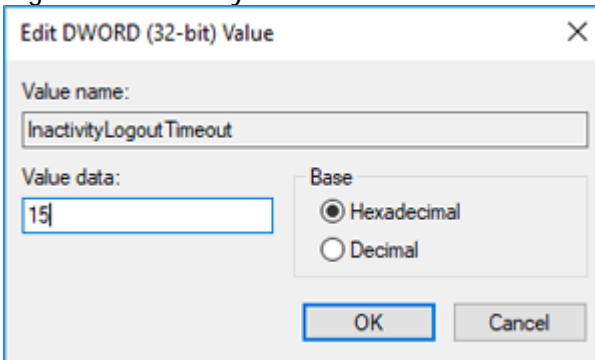 Edit DWORD (32-bit) Value
Value name:
InactivityLogoutTimeout
Value data:
Base
15
Hexadecimal
Decimal
OK
Cancel